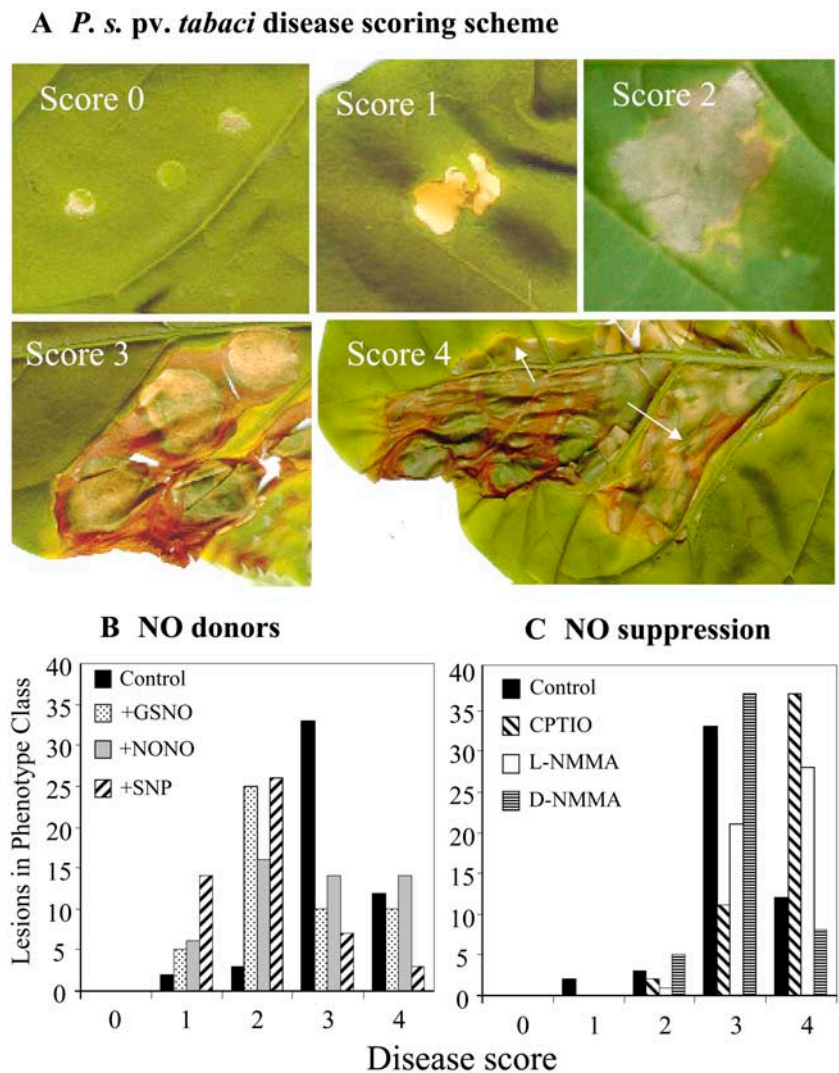 A P. s. pv. tabaci disease scoring scheme
Score 0
Score 1
Score 2
Score 3
Score 4
B NO donors
C NO suppression
Lesions in Phenotype Class
40
35
30
25
20
15
10
5
0
Control
+GSNO
+NONO
+SNP
0 1 2 3 4
40
35
30
25
20
15
10
5
0
Control
CPTIO
L-NMMA
D-NMMA
0 1 2 3 4
Disease score